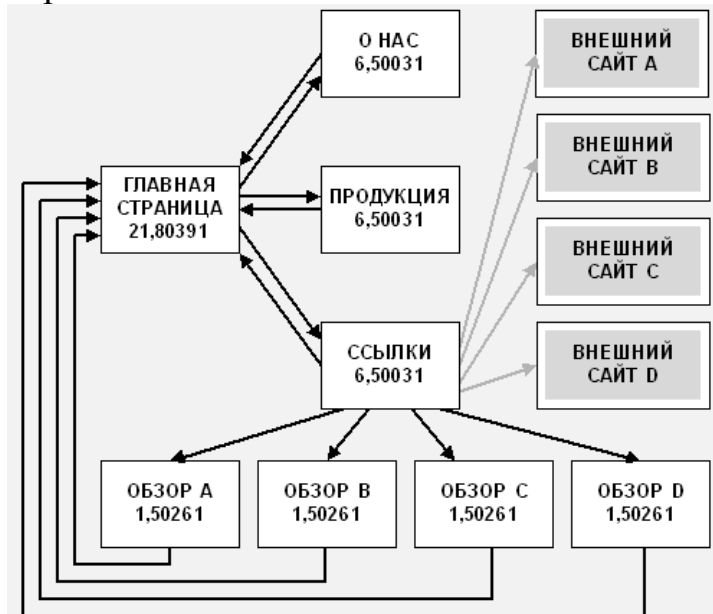 О НАС
6,50031
ВНЕШНИЙ
САЙТ A
ВНЕШНИЙ
САЙТ B
ГЛАВНАЯ
СТРАНИЦА
21,80391
ПРОДУКЦИЯ
6,50031
ВНЕШНИЙ
САЙТ C
ССЫЛКИ
6,50031
ВНЕШНИЙ
САЙТ D
ОБЗОР A
1,50261
ОБЗОР B
1,50261
ОБЗОР C
1,50261
ОБЗОР D
1,50261